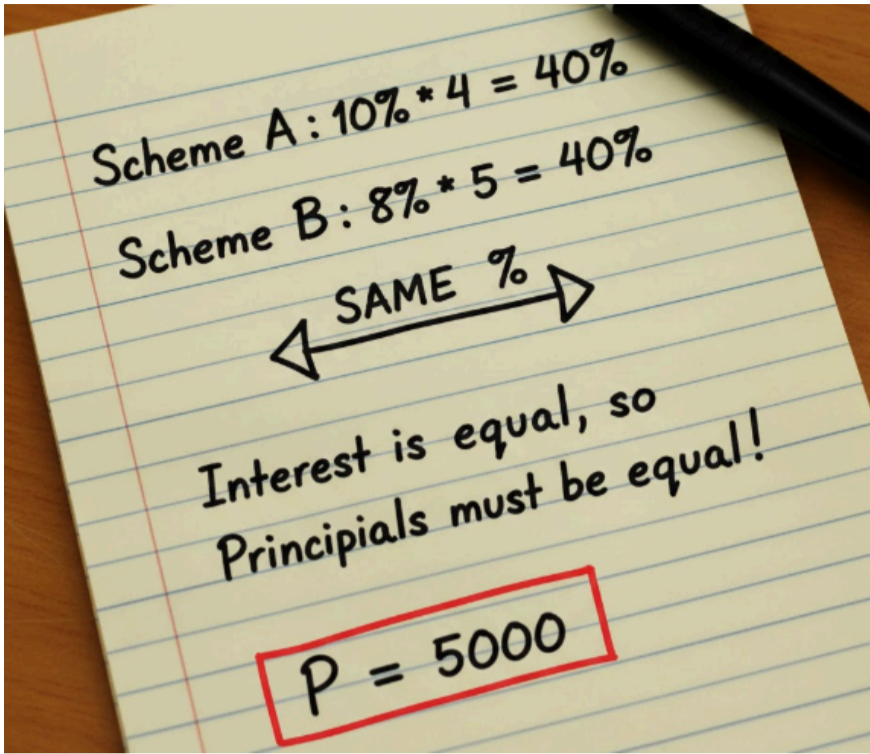 Scheme A : 10% * 4 = 40%
Scheme B : 8% * 5 = 40%
SAME %
Interest is equal, so
Principials must be equal!
P = 5000